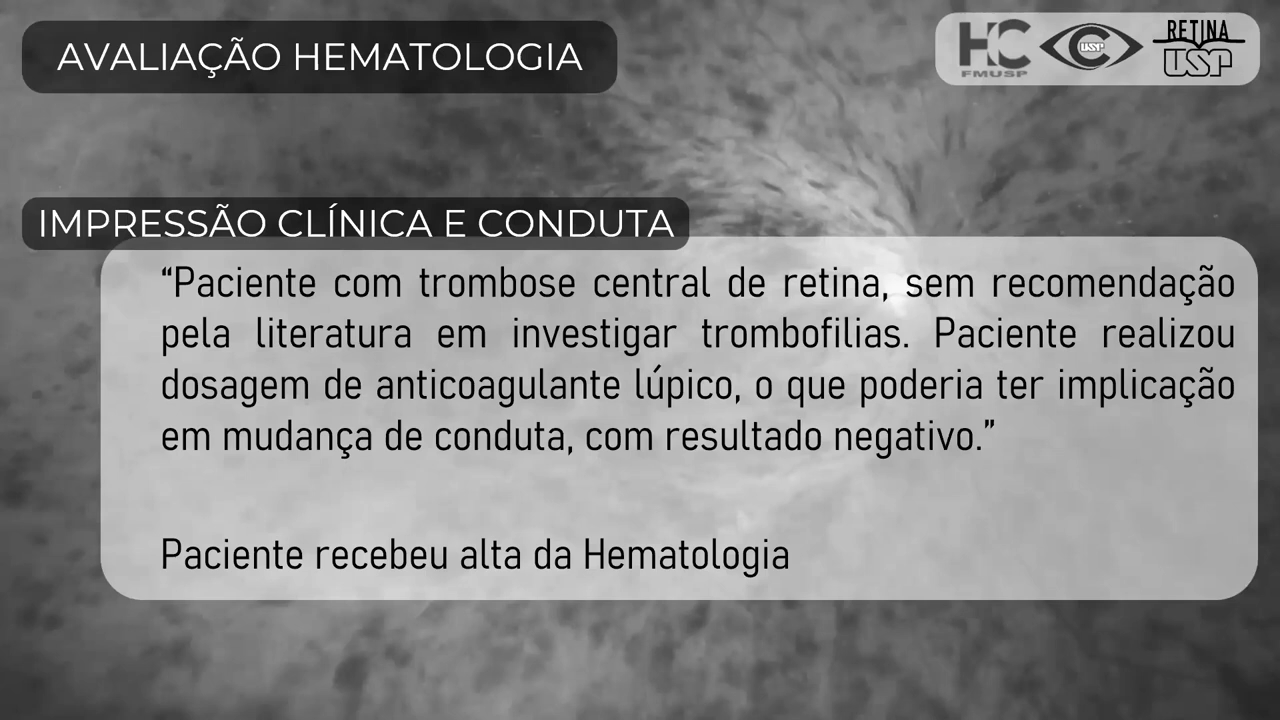 AVALIAÇÃO HEMATOLOGIA
HC
FMUSP
USP
RETINA
USP
IMPRESSÃO CLÍNICA E CONDUTA
“Paciente com trombose central de retina, sem recomendação
pela literatura em investigar trombofilias. Paciente realizou
dosagem de anticoagulante lúpico, o que poderia ter implicação
em mudança de conduta, com resultado negativo.”
Paciente recebeu alta da Hematologia